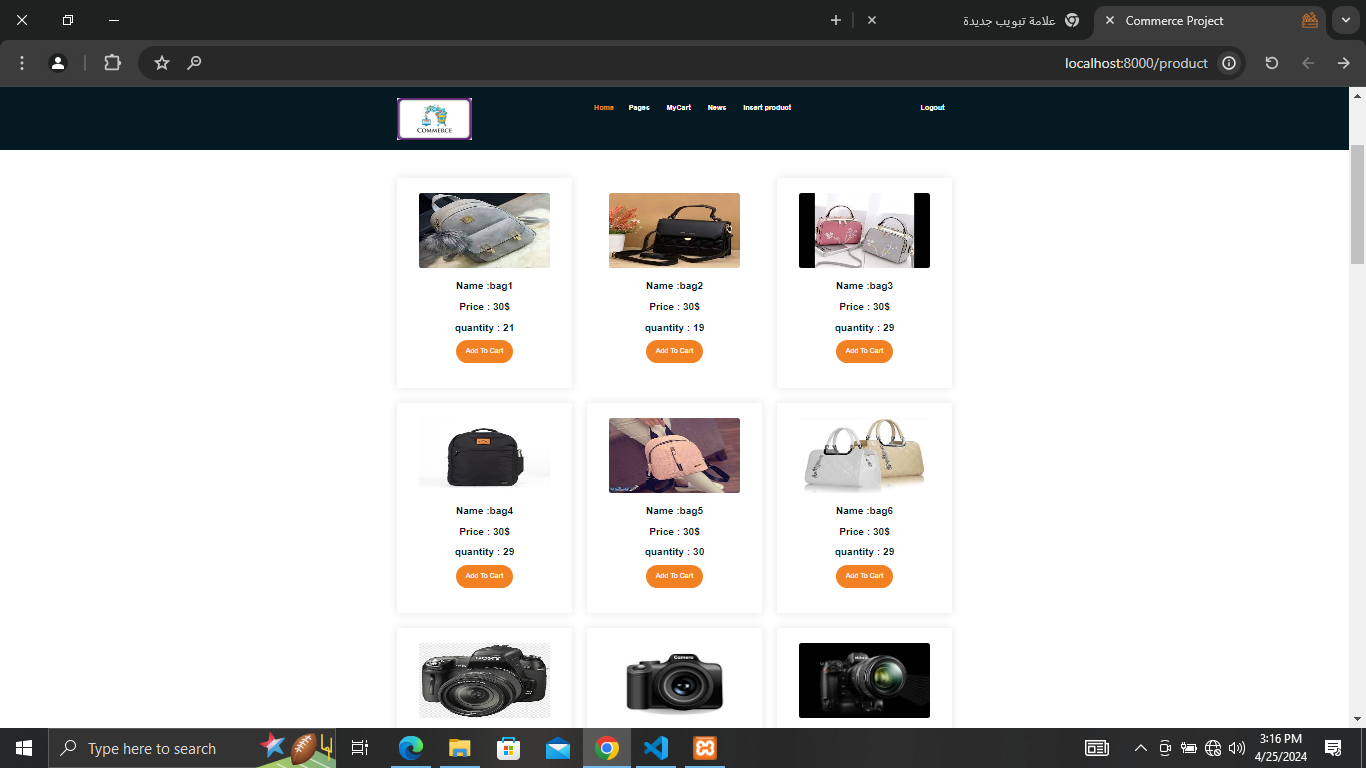 علامة تبويب جديدة
Commerce Project
localhost:8000/product
COMMERCE
Home Pages MyCart News Insert product Logout
Name :bag1 Name :bag2 Name :bag3
Price : 30$ Price : 30$ Price : 30$
quantity : 21 quantity : 19 quantity : 29
Add To Cart Add To Cart Add To Cart
Name :bag4 Name :bag5 Name :bag6
Price : 30$ Price : 30$ Price : 30$
quantity : 29 quantity : 30 quantity : 29
Add To Cart Add To Cart Add To Cart
SONY Camera Nikon
Type here to search
3:16 PM
4/25/2024